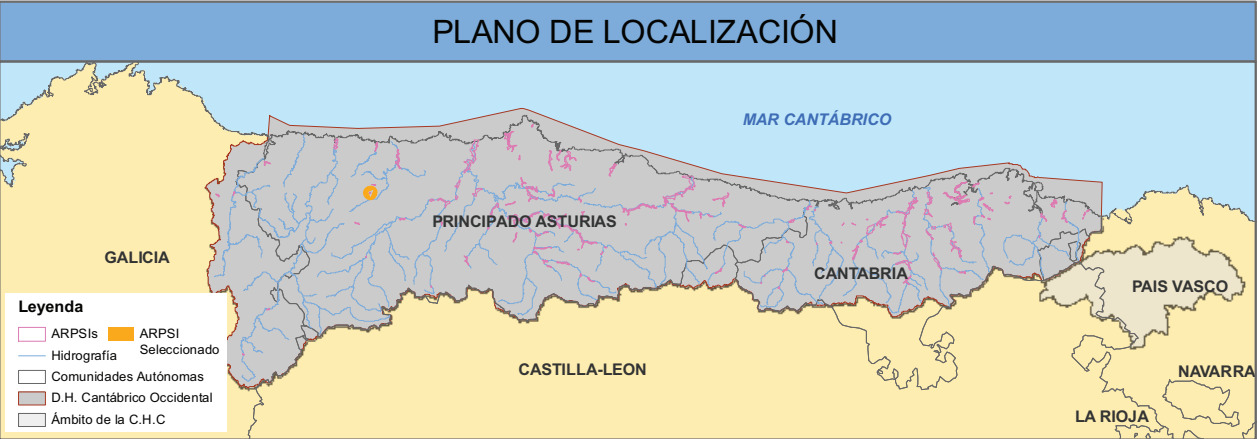 PLANO DE LOCALIZACIÓN
MAR CANTÁBRICO
PRINCIPADO ASTURIAS
GALICIA
CANTABRIA
PAIS VASCO
CASTILLA-LEON
NAVARRA
LA RIOJA
Leyenda
ARPSIs
ARPSI
Seleccionado
Hidrografía
Comunidades Autónomas
D.H. Cantábrico Occidental
Ámbito de la C.H.C